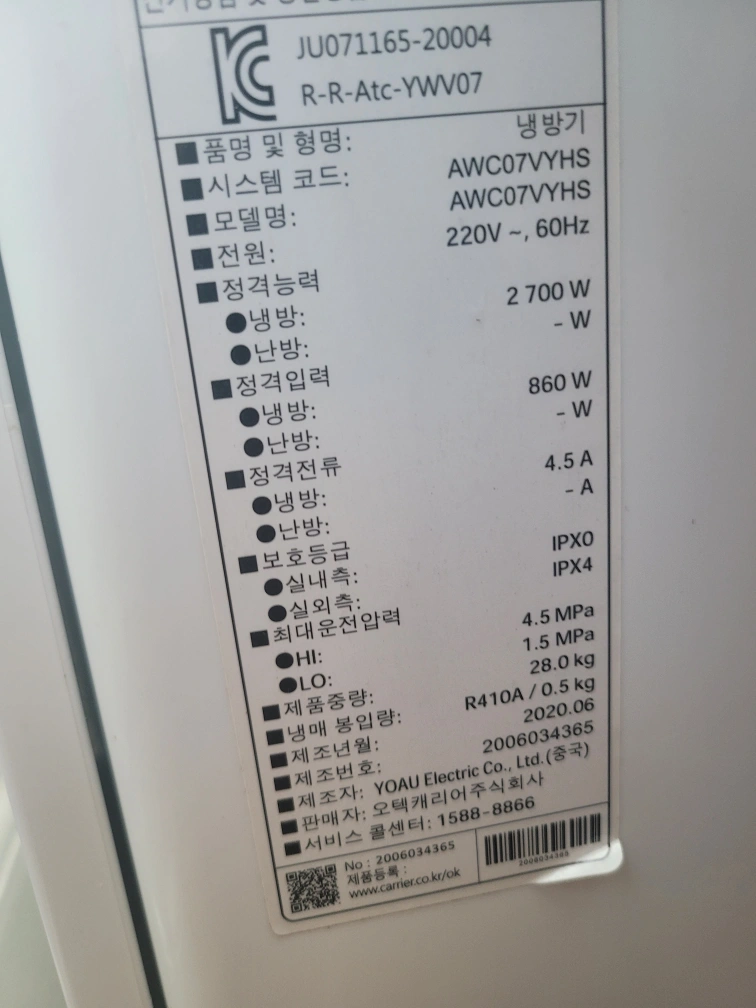 JU071165-20004
R-R-Atc-YWV07
■품명 및 형명: 냉방기
■시스템 코드: AWC07VYHS
■모델명: AWC07VYHS
■전원: 220V ~, 60Hz
■정격능력
●냉방: 2 700 W
●난방: – W
■정격입력
●냉방: 860 W
●난방: – W
■정격전류
●냉방: 4.5 A
●난방: – A
■보호등급
●실내측: IPX0
●실외측: IPX4
■최대운전압력
●HI: 4.5 MPa
●LO: 1.5 MPa
■제품중량: 28.0 kg
■냉매 봉입량: R410A / 0.5 kg
■제조년월: 2020.06
■제조번호: 2006034365
■제조자: YOAU Electric Co., Ltd.(중국)
■판매자: 오텍캐리어주식회사
■서비스 콜센터: 1588-8866
No : 2006034365
제품등록 :
www.carrier.co.kr/ok